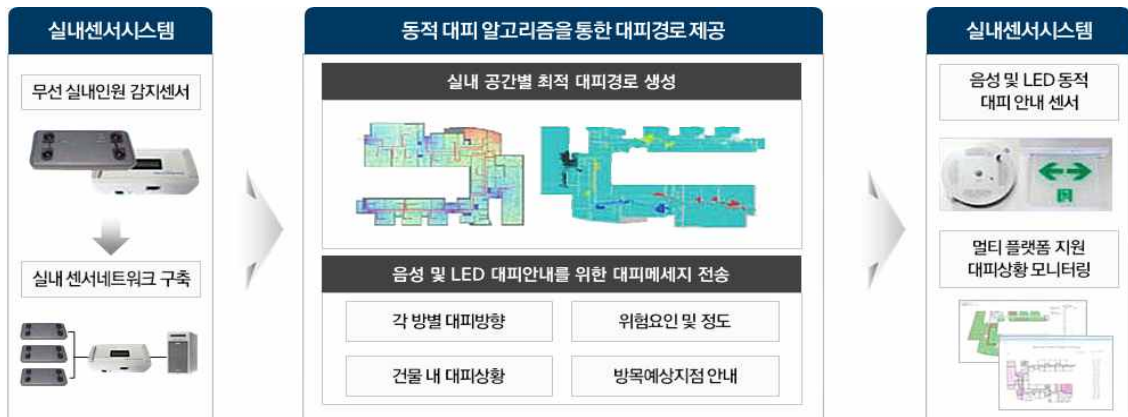 실내센서시스템
무선 실내인원 감지센서
실내 센서네트워크 구축
동적 대피 알고리즘을 통한 대피경로 제공
실내 공간별 최적 대피경로 생성
음성 및 LED 대피안내를 위한 대피메세지 전송
각 방별 대피방향
위험요인 및 정도
건물 내 대피상황
방목예상지점 안내
실내센서시스템
음성 및 LED 동적
대피 안내 센서
멀티 플랫폼 지원
대피상황 모니터링